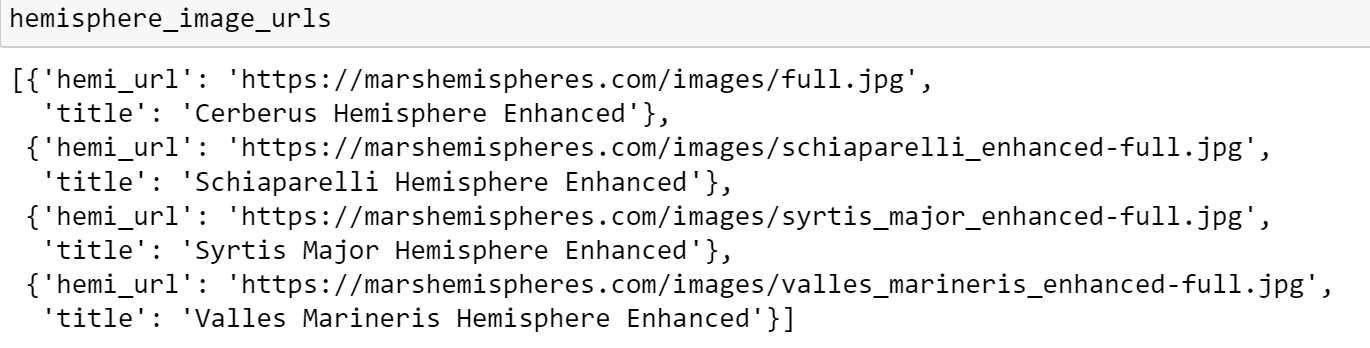 hemisphere_image_urls
[{'hemi_url': 'https://marshemispheres.com/images/full.jpg',
'title': 'Cerberus Hemisphere Enhanced'},
{'hemi_url': 'https://marshemispheres.com/images/schiaparelli_enhanced-full.jpg',
'title': 'Schiaparelli Hemisphere Enhanced'},
{'hemi_url': 'https://marshemispheres.com/images/syrtis_major_enhanced-full.jpg',
'title': 'Syrtis Major Hemisphere Enhanced'},
{'hemi_url': 'https://marshemispheres.com/images/valles_marineris_enhanced-full.jpg',
'title': 'Valles Marineris Hemisphere Enhanced'}]